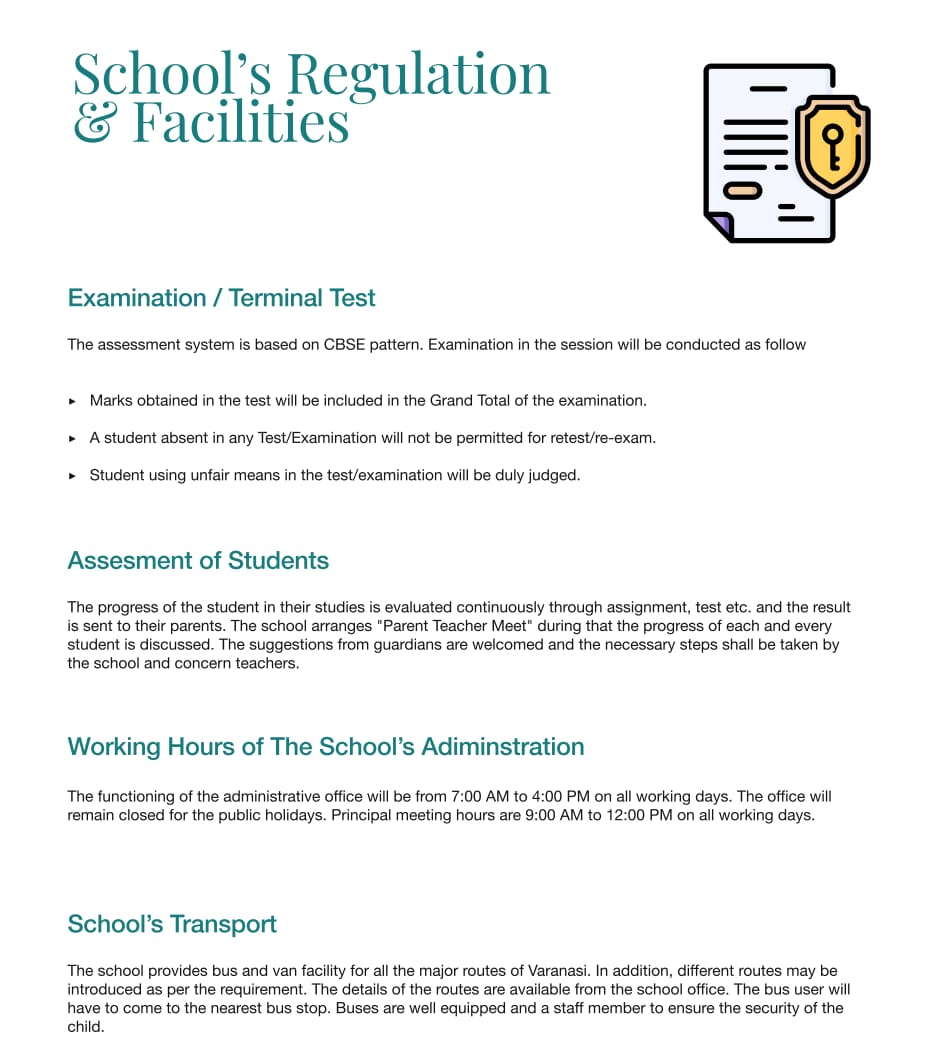 School’s Regulation
& Facilities
Examination / Terminal Test
The assessment system is based on CBSE pattern. Examination in the session will be conducted as follow
▸ Marks obtained in the test will be included in the Grand Total of the examination.
▸ A student absent in any Test/Examination will not be permitted for retest/re-exam.
▸ Student using unfair means in the test/examination will be duly judged.
Assesment of Students
The progress of the student in their studies is evaluated continuously through assignment, test etc. and the result
is sent to their parents. The school arranges "Parent Teacher Meet" during that the progress of each and every
student is discussed. The suggestions from guardians are welcomed and the necessary steps shall be taken by
the school and concern teachers.
Working Hours of The School’s Adiminstration
The functioning of the administrative office will be from 7:00 AM to 4:00 PM on all working days. The office will
remain closed for the public holidays. Principal meeting hours are 9:00 AM to 12:00 PM on all working days.
School’s Transport
The school provides bus and van facility for all the major routes of Varanasi. In addition, different routes may be
introduced as per the requirement. The details of the routes are available from the school office. The bus user will
have to come to the nearest bus stop. Buses are well equipped and a staff member to ensure the security of the
child.